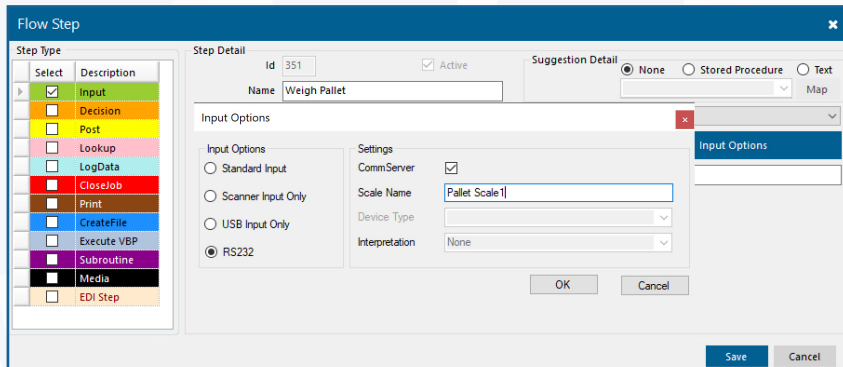 Flow Step
Step Type
Select Description
Input
Decision
Post
Lookup
LogData
CloseJob
Print
CreateFile
Execute VBP
Subroutine
Media
EDI Step
Step Detail
Id 351 Active
Name Weigh Pallet
Suggestion Detail None Stored Procedure Text
Map
Input Options
Input Options
Input Options
Standard Input
Scanner Input Only
USB Input Only
RS232
Settings
CommServer
Scale Name Pallet Scale1
Device Type
Interpretation None
OK Cancel
Save Cancel